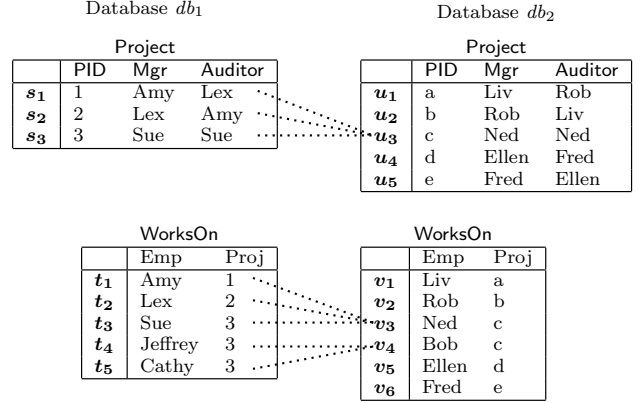 Database db₁
Database db₂
Project
PID Mgr Auditor
s₁ 1 Amy Lex
s₂ 2 Lex Amy
s₃ 3 Sue Sue
Project
PID Mgr Auditor
u₁ a Liv Rob
u₂ b Rob Liv
u₃ c Ned Ned
u₄ d Ellen Fred
u₅ e Fred Ellen
WorksOn
Emp Proj
t₁ Amy 1
t₂ Lex 2
t₃ Sue 3
t₄ Jeffrey 3
t₅ Cathy 3
WorksOn
Emp Proj
v₁ Liv a
v₂ Rob b
v₃ Ned c
v₄ Bob c
v₅ Ellen d
v₆ Fred e